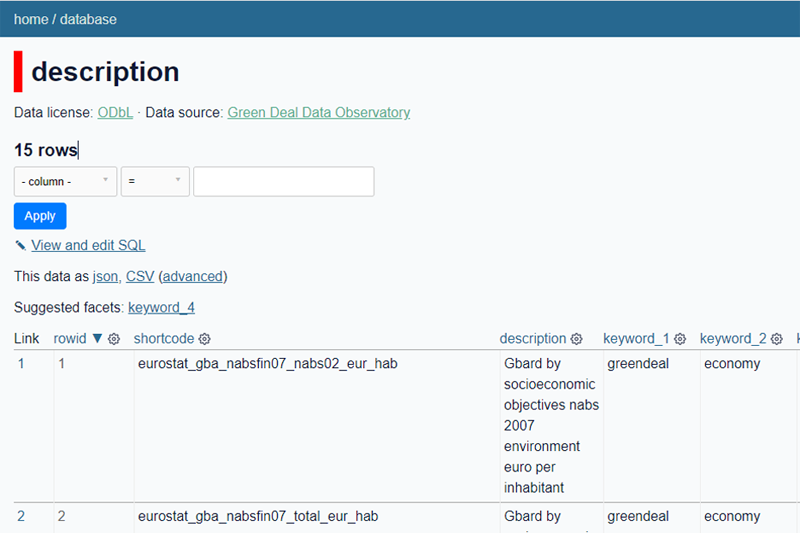 home / database
description
Data license: ODbL · Data source: Green Deal Data Observatory
15 rows
- column - =
Apply
View and edit SQL
This data as json, CSV (advanced)
Suggested facets: keyword_4
Link rowid ▼ shortcode description keyword_1 keyword_2
1 1 eurostat_gba_nabsfin07_nabs02_eur_hab Gbard by greendeal economy
socioeconomic
objectives nabs
2007
environment
euro per
inhabitant
2 2 eurostat_gba_nabsfin07_total_eur_hab Gbard by greendeal economy